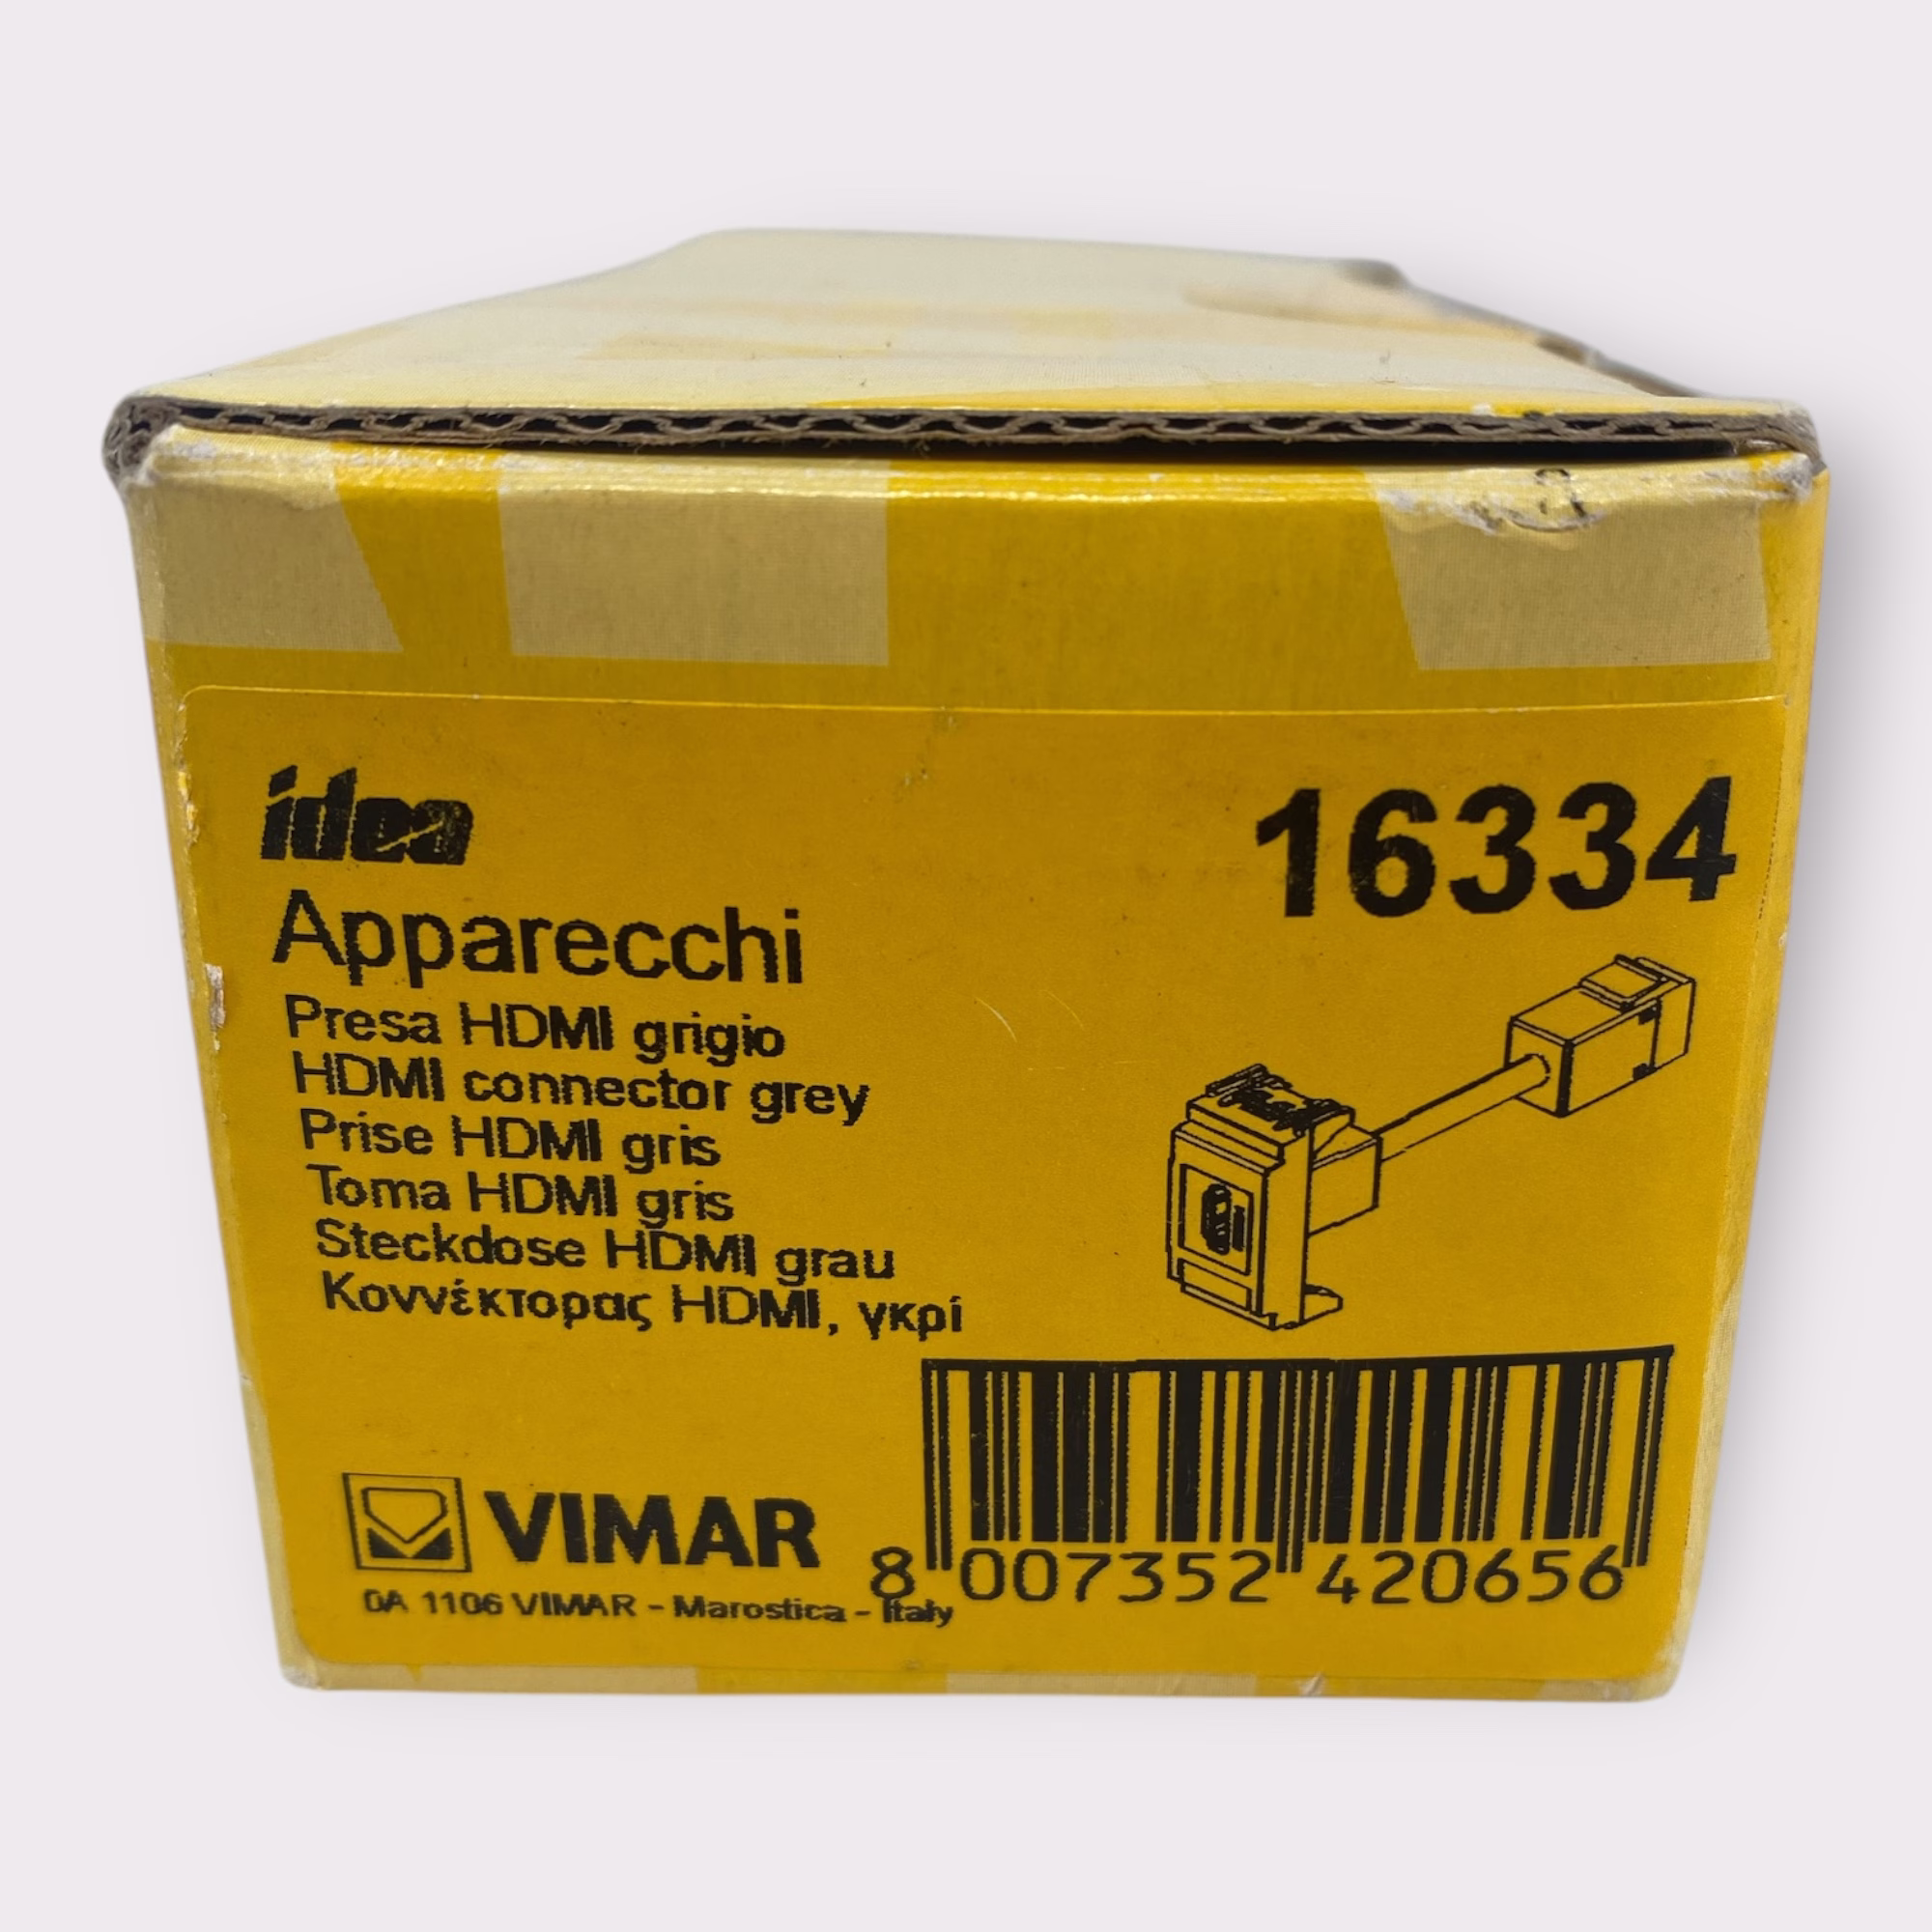 idea
16334
Apparecchi
Presa HDMI grigio
HDMI connector grey
Prise HDMI gris
Toma HDMI gris
Steckdose HDMI grau
Κοννέκτορας HDMI, γκρί
VIMAR
DA 1106 VIMAR - Marostica - Italy
8 007352 420656